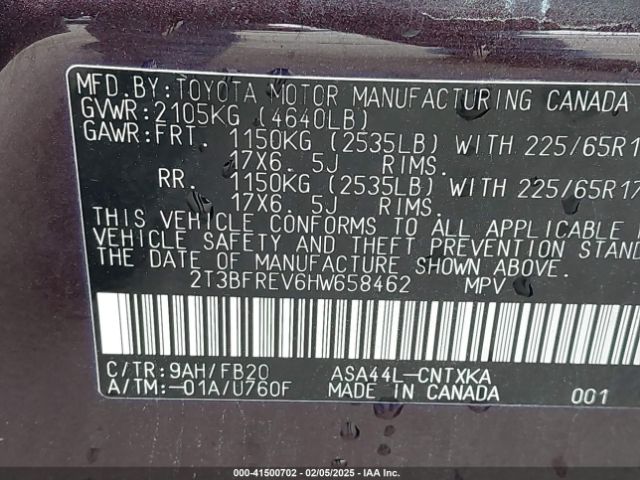 MFD.BY:TOYOTA MOTOR MANUFACTURING CANADA
GVWR:2105KG (4640LB)
GAWR:FRT. 1150KG (2535LB) WITH 225/65R1
17X6. 5J RIMS.
RR. 1150KG (2535LB) WITH 225/65R17
17X6. 5J RIMS.
THIS VEHICLE CONFORMS TO ALL APPLICABLE
VEHICLE SAFETY AND THEFT PREVENTION STAND
THE DATE OF MANUFACTURE SHOWN ABOVE.
2T3BFREV6HW658462 MPV
C/TR:9AH/FB20 ASA44L-CNTXKA
A/TM:-01A/U760F MADE IN CANADA 001
000-41500702 - 02/05/2025 - IAAI.CA